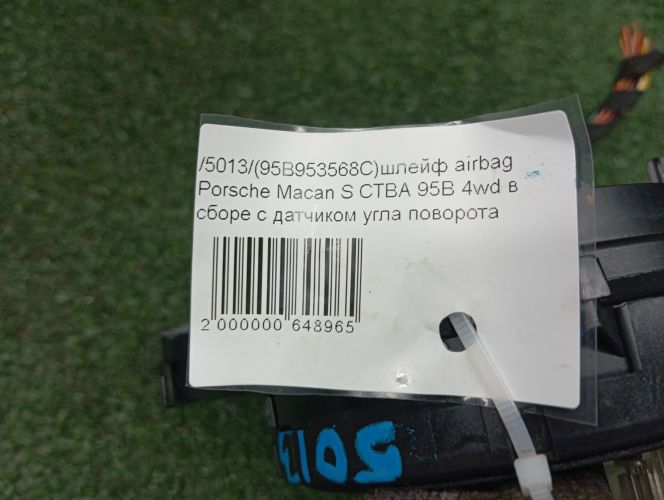 /5013/(95B953568C)шлейф airbag
Porsche Macan S CTBA 95B 4wd в
сборе с датчиком угла поворота
2 000000 648965
5013